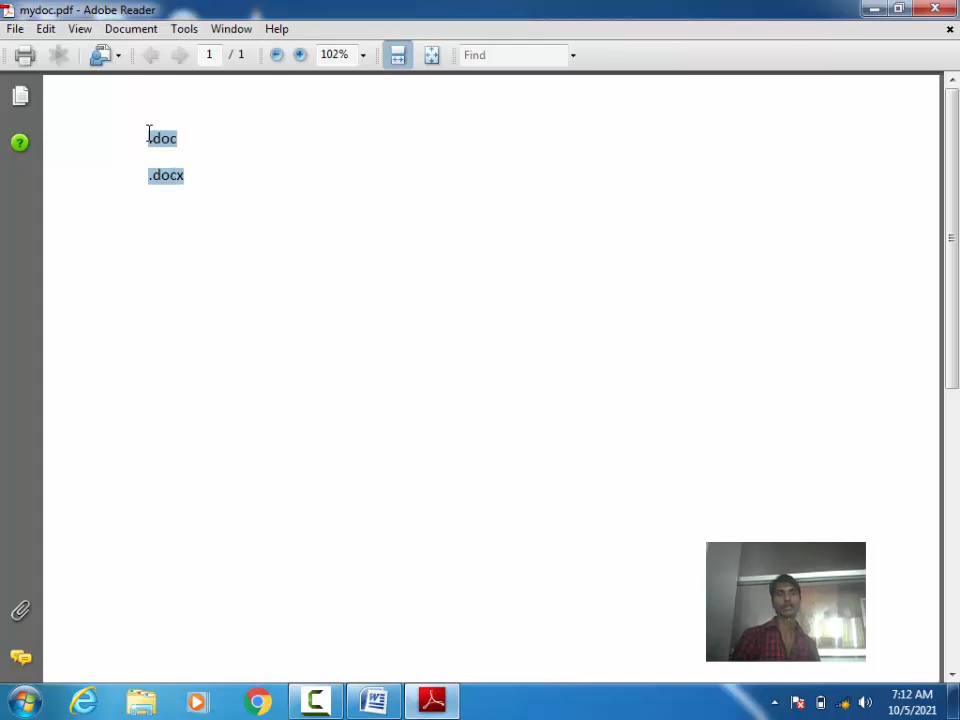 mydoc.pdf - Adobe Reader
File Edit View Document Tools Window Help
1 / 1 102% Find
.doc
.docx
7:12 AM
10/5/2021